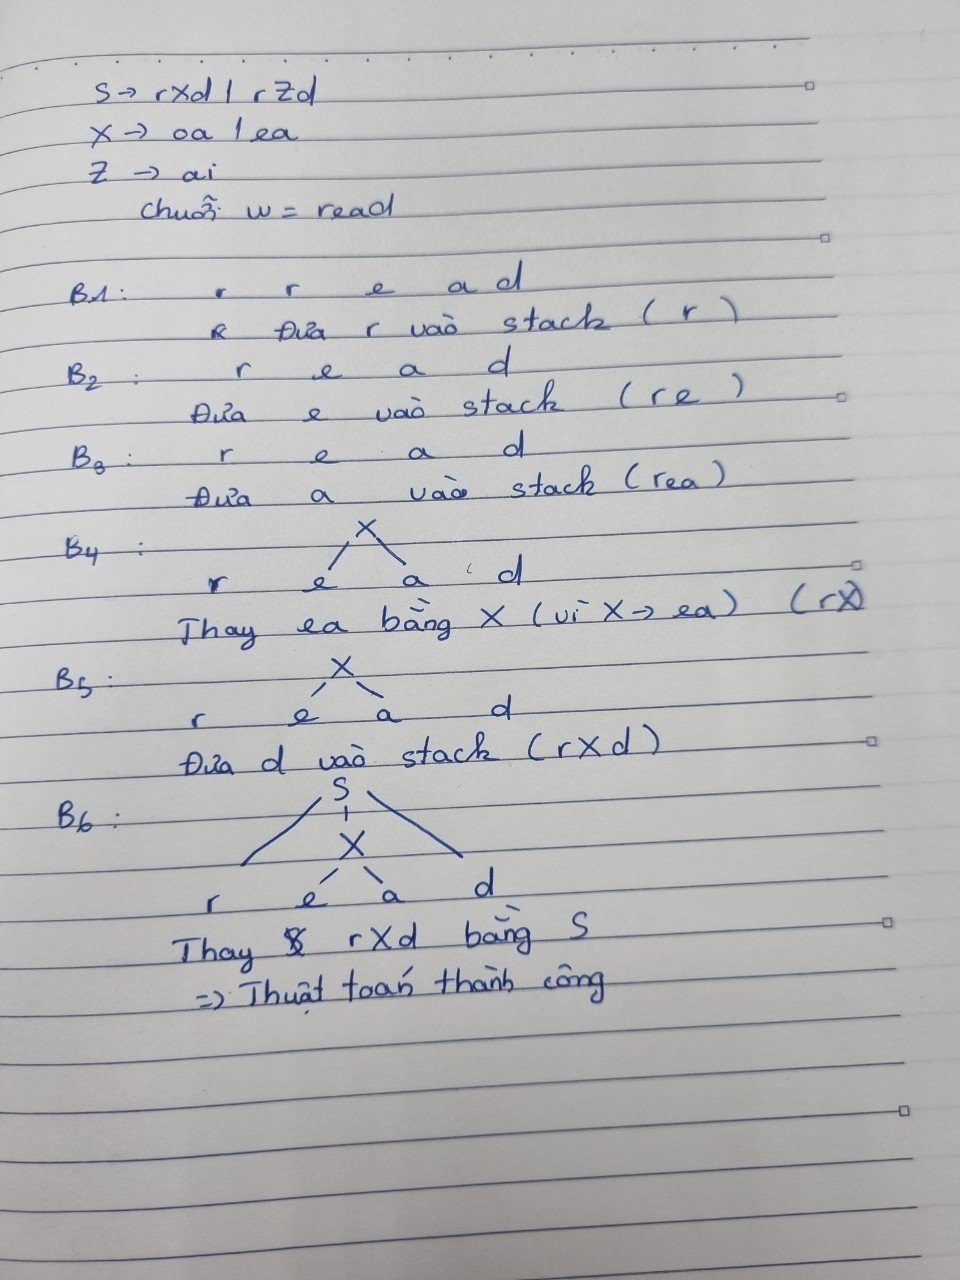 S → rXd | rZd
X → oa | ea
Z → ai
Chuỗi w = read
B1: r r e a d
Đưa r vào stack ( r )
B2 : r e a d
Đưa e vào stack ( re )
B3 : r e a d
Đưa a vào stack ( rea )
B4 : X
r e a d
Thay ea bằng X ( vì X → ea ) ( rX )
B5 : X
r e a d
Đưa d vào stack ( rXd )
S
B6 :
X
r e a d
Thay rXd bằng S
=> Thuật toán thành công